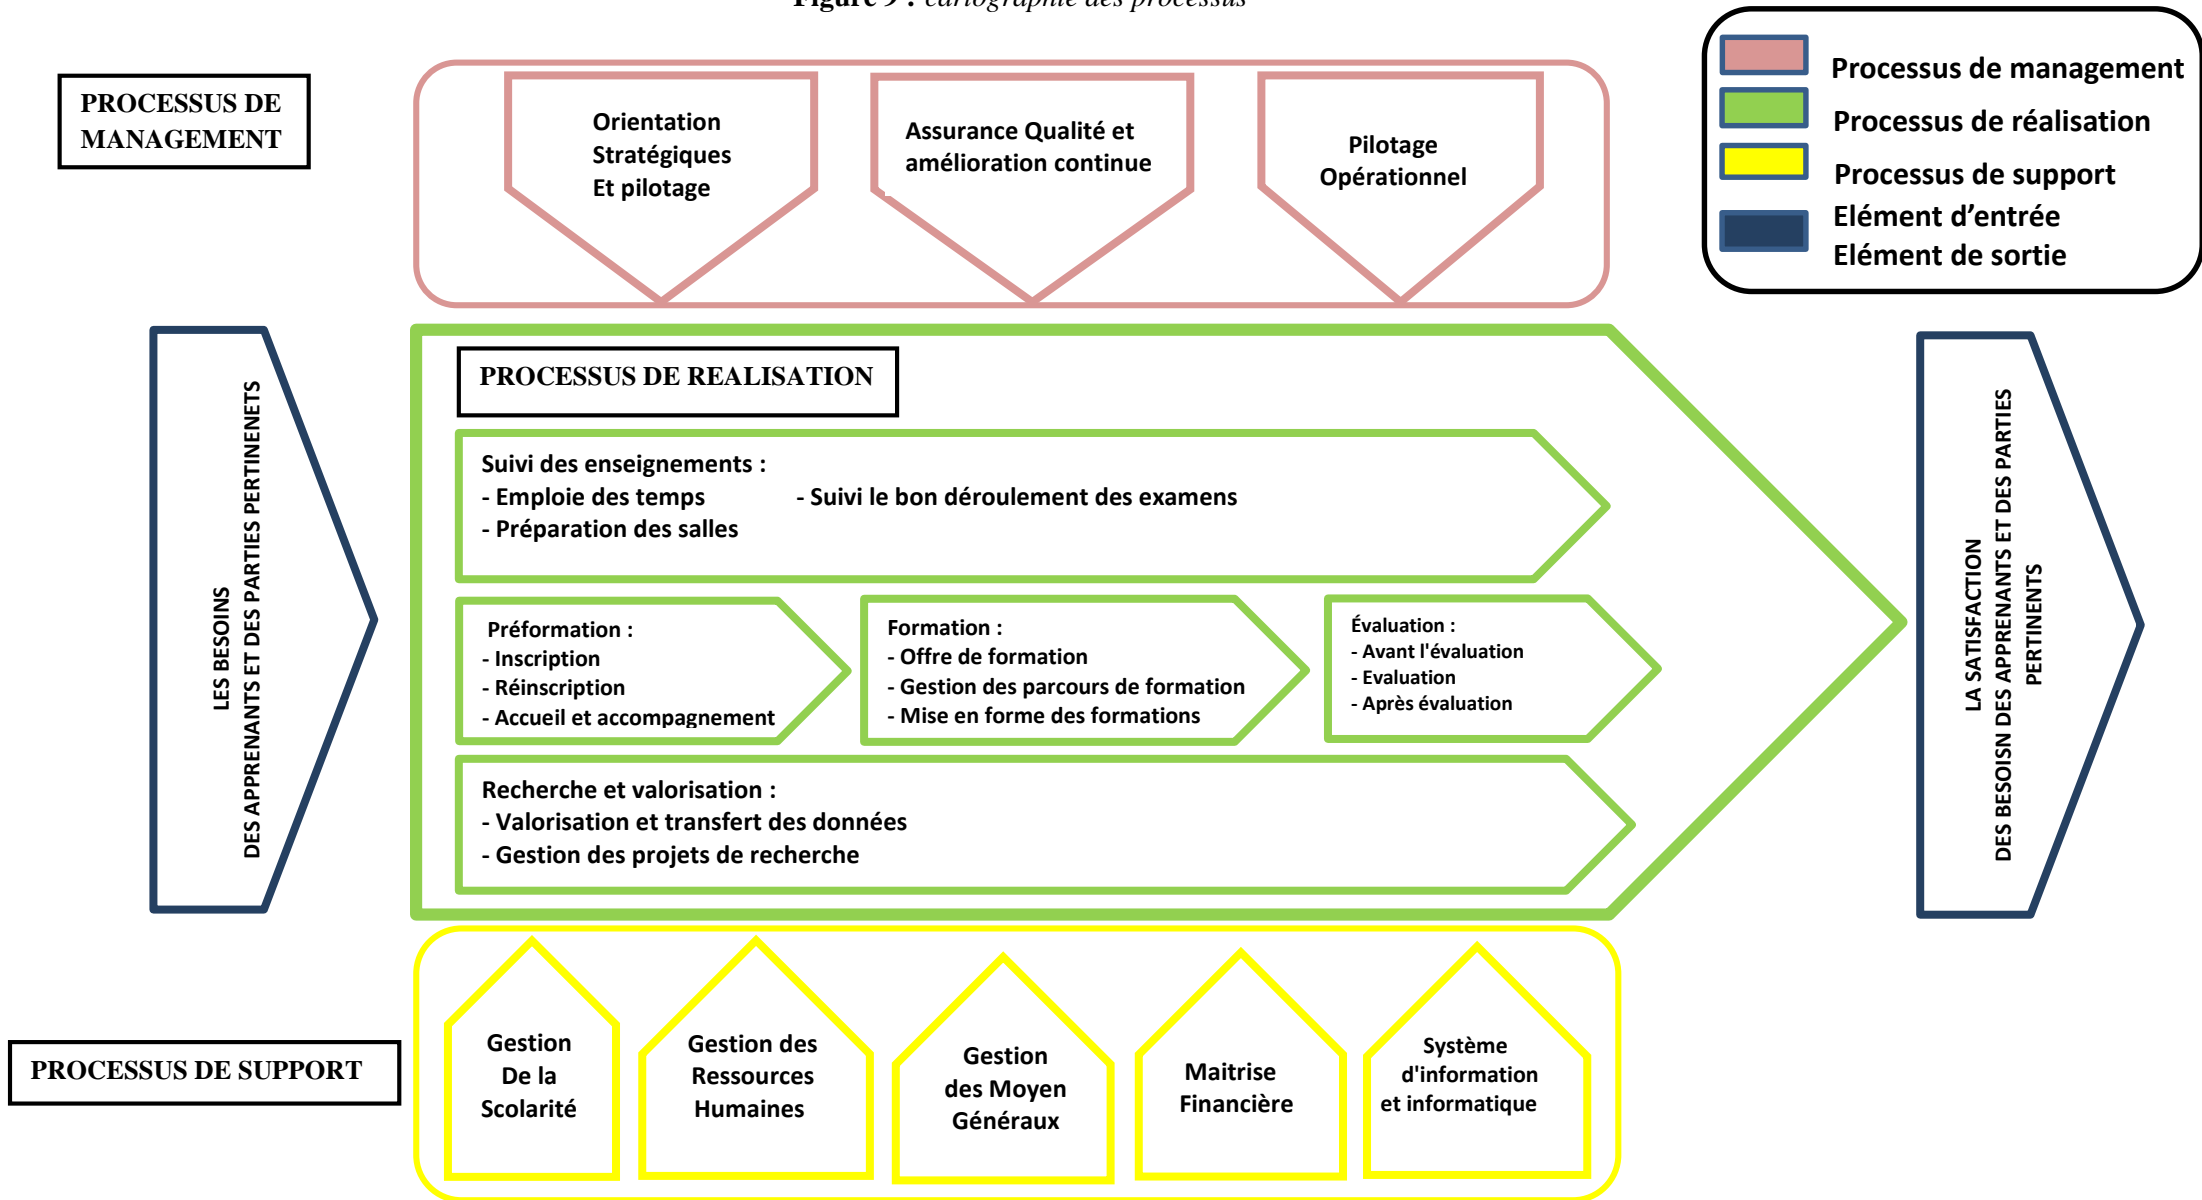 Figure 9 : cartographie des processus
PROCESSUS DE
MANAGEMENT
Orientation
Stratégiques
Et pilotage
Assurance Qualité et
amélioration continue
Pilotage
Opérationnel
Processus de management
Processus de réalisation
Processus de support
Elément d’entrée
Elément de sortie
LES BESOINS
DES APPRENANTS ET DES PARTIES PERTINENETS
PROCESSUS DE REALISATION
Suivi des enseignements :
- Emploie des temps - Suivi le bon déroulement des examens
- Préparation des salles
Préformation :
- Inscription
- Réinscription
- Accueil et accompagnement
Formation :
- Offre de formation
- Gestion des parcours de formation
- Mise en forme des formations
Évaluation :
- Avant l'évaluation
- Evaluation
- Après évaluation
Recherche et valorisation :
- Valorisation et transfert des données
- Gestion des projets de recherche
LA SATISFACTION
DES BESOISN DES APPRENANTS ET DES PARTIES
PERTINENTS
PROCESSUS DE SUPPORT
Gestion
De la
Scolarité
Gestion des
Ressources
Humaines
Gestion
des Moyen
Généraux
Maitrise
Financière
Système
d'information
et informatique